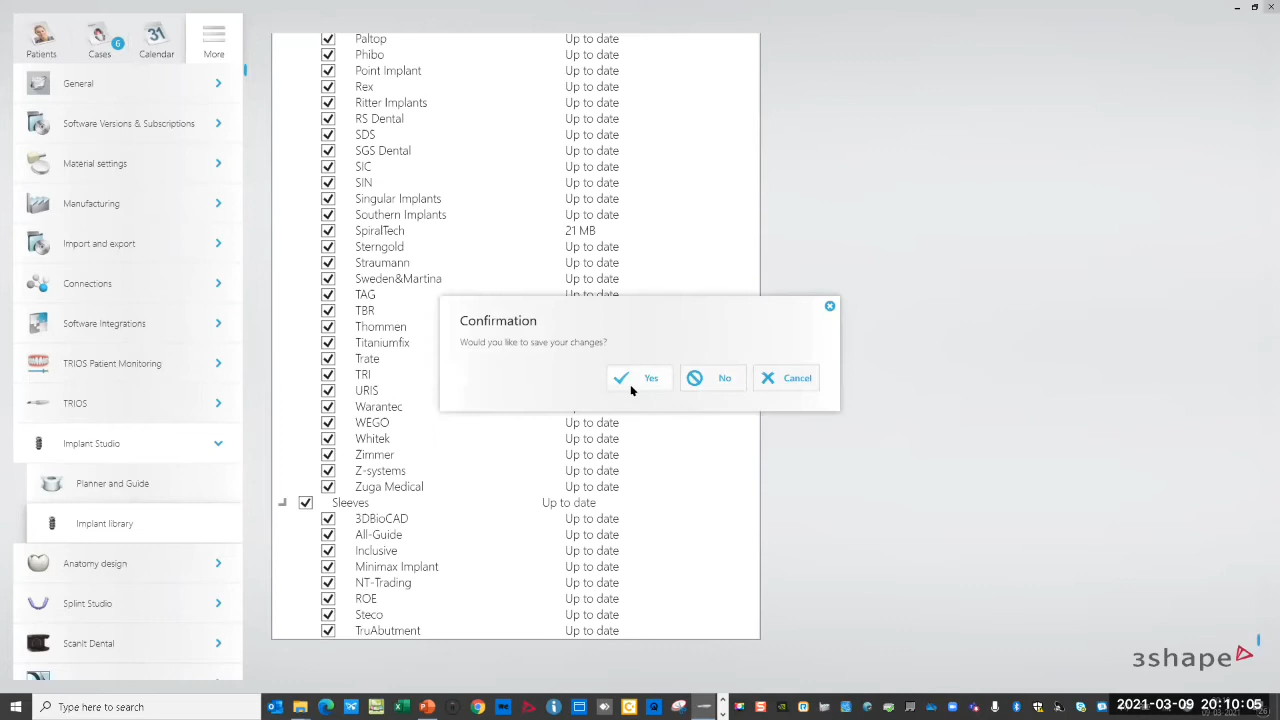 Patients
Cases
6
31
Calendar
More
General
Software Versions & Subscriptions
Material settings
Manufacturing
Import and export
Connections
Software Integrations
TRIOS Patient Monitoring
TRIOS
Implant Studio
Planner and Guide
Implant library
Anatomy design
Splint Studio
ScanIt Dental
Paltop Up to date
Phibo Up to date
Point Implant Up to date
Rex Up to date
Ritter Implants Up to date
RS Dental Up to date
SDS Up to date
SGS Dental Up to date
SIC Up to date
SIN Up to date
Singular Implants Up to date
Southern Implants Up to date
SpiralTech 21 MB
Sterngold Up to date
Straumann Up to date
Sweden&Martina Up to date
TAG Up to date
TBR
Thommen
Titaniumfix
Trate
TRI
URIS
Warantec
WEGO Up to date
Whitek Up to date
Zimmer Up to date
Z-systems Up to date
Zuga Medical Up to date
Sleeves Up to date
3DBioCAD Up to date
All-Guide Up to date
Inclusive Up to date
Minimax Implant Up to date
NT-Trading Up to date
ROE Up to date
Steco Up to date
TruAbutment Up to date
Confirmation
Would you like to save your changes?
Yes
No
Cancel
3shape
Type here to search
2021-03-09 20:10:05